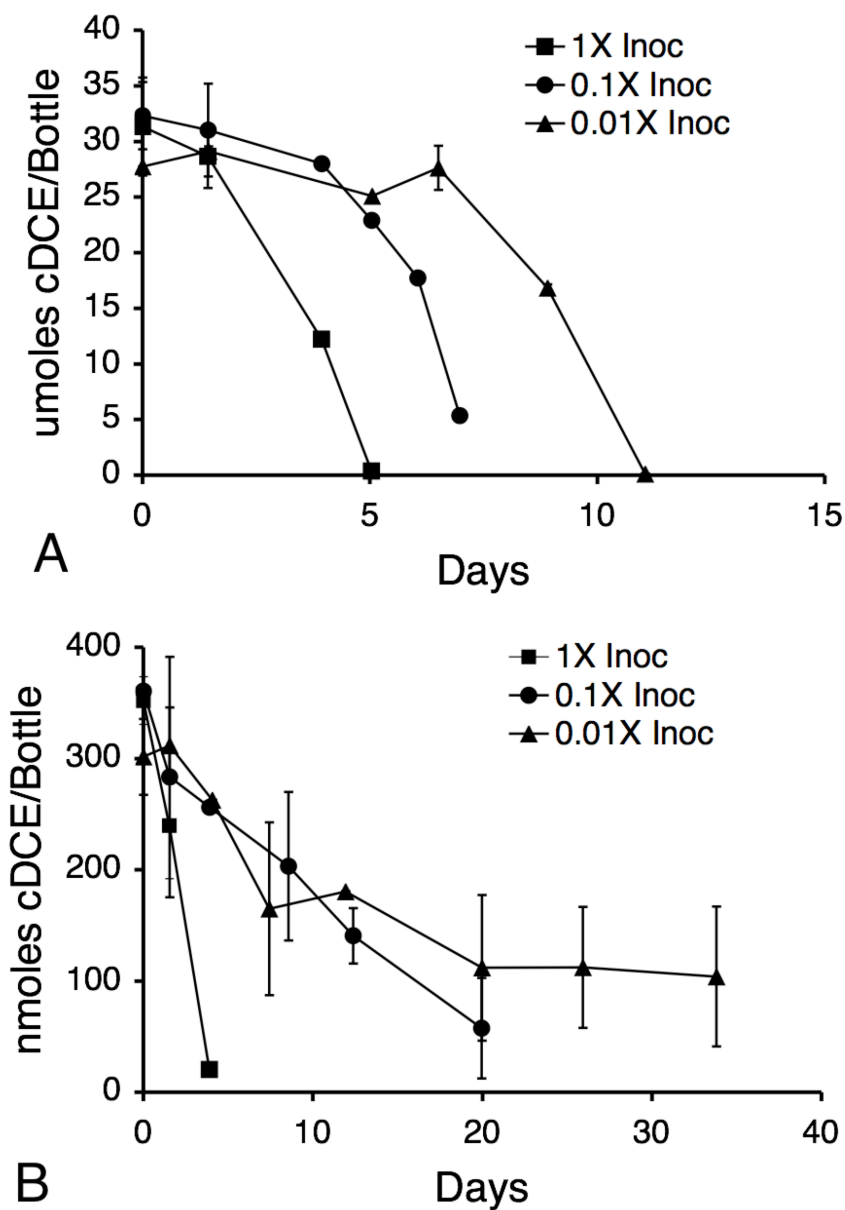 40
35
30
25
20
15
10
5
0
umoles cDCE/Bottle
1X Inoc
0.1X Inoc
0.01X Inoc
0 5 10 15
Days
A
400
300
200
100
0
nmoles cDCE/Bottle
1X Inoc
0.1X Inoc
0.01X Inoc
0 10 20 30 40
Days
B